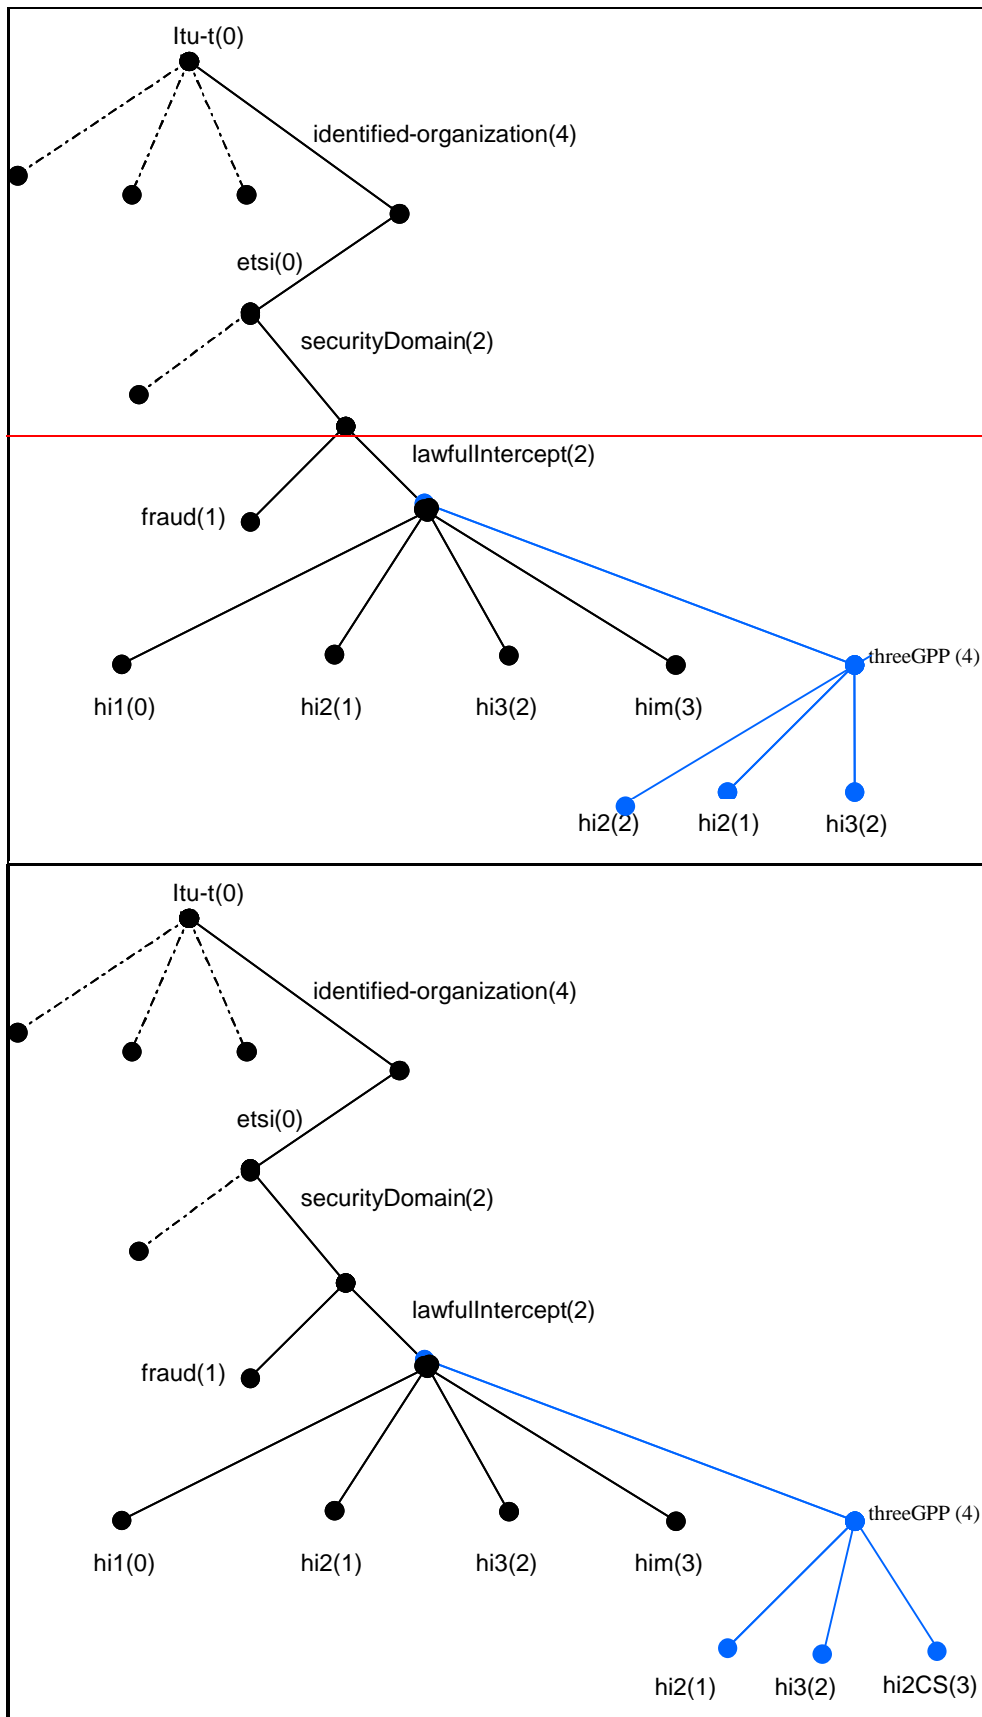 Itu-t(0)
identified-organization(4)
etsi(0)
securityDomain(2)
lawfulIntercept(2)
fraud(1)
threeGPP (4)
hi1(0) hi2(1) hi3(2) him(3)
hi2(2) hi2(1) hi3(2)
Itu-t(0)
identified-organization(4)
etsi(0)
securityDomain(2)
lawfulIntercept(2)
fraud(1)
threeGPP (4)
hi1(0) hi2(1) hi3(2) him(3)
hi2(1) hi3(2) hi2CS(3)